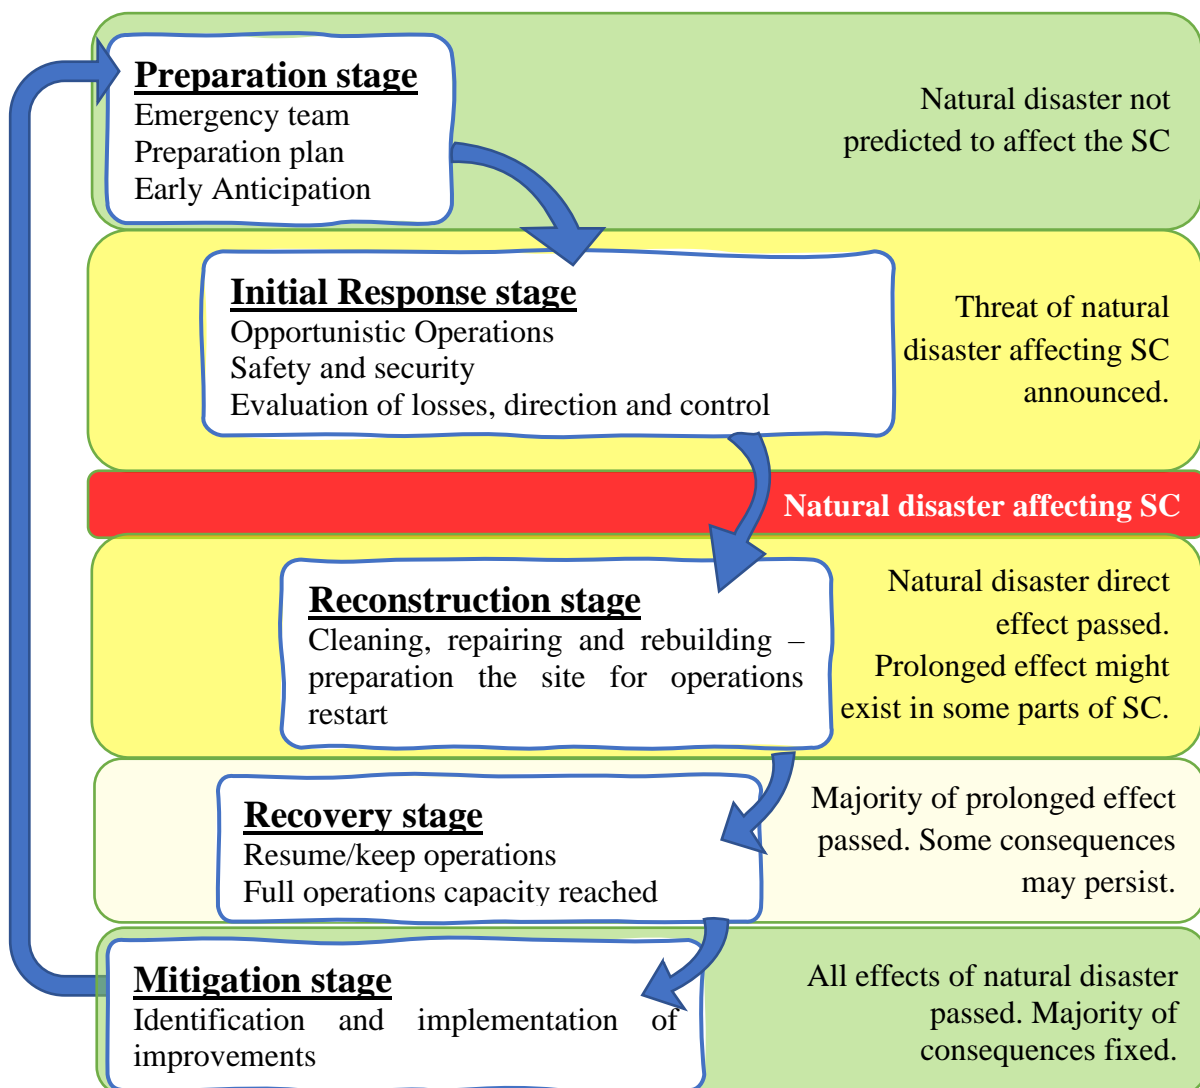 Preparation stage
Emergency team
Preparation plan
Early Anticipation
Natural disaster not
predicted to affect the SC
Initial Response stage
Opportunistic Operations
Safety and security
Evaluation of losses, direction and control
Threat of natural
disaster affecting SC
announced.
Natural disaster affecting SC
Reconstruction stage
Cleaning, repairing and rebuilding –
preparation the site for operations
restart
Natural disaster direct
effect passed.
Prolonged effect might
exist in some parts of SC.
Recovery stage
Resume/keep operations
Full operations capacity reached
Majority of prolonged effect
passed. Some consequences
may persist.
Mitigation stage
Identification and implementation of
improvements
All effects of natural disaster
passed. Majority of
consequences fixed.